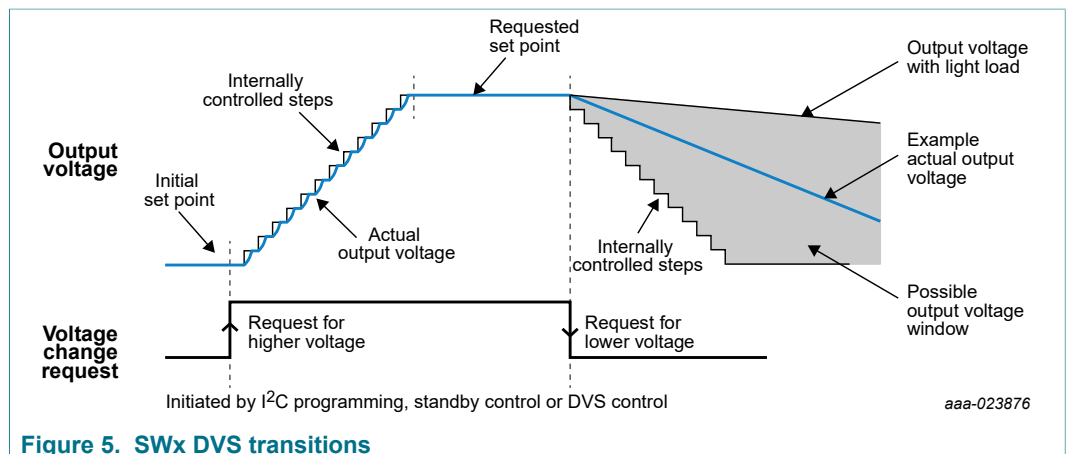 Requested
set point
Output voltage
with light load
Internally
controlled steps
Output
voltage
Example
actual output
voltage
Initial
set point
Actual
output voltage
Internally
controlled steps
Possible
output voltage
window
Voltage
change
request
Request for
higher voltage
Request for
lower voltage
Initiated by I²C programming, standby control or DVS control
aaa-023876
Figure 5. SWx DVS transitions